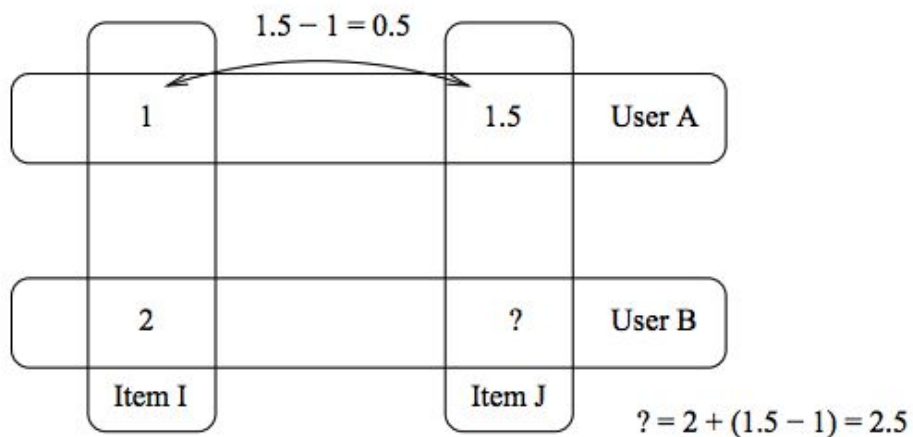 1.5 − 1 = 0.5
1 1.5 User A
2 ? User B
Item I Item J
? = 2 + (1.5 − 1) = 2.5